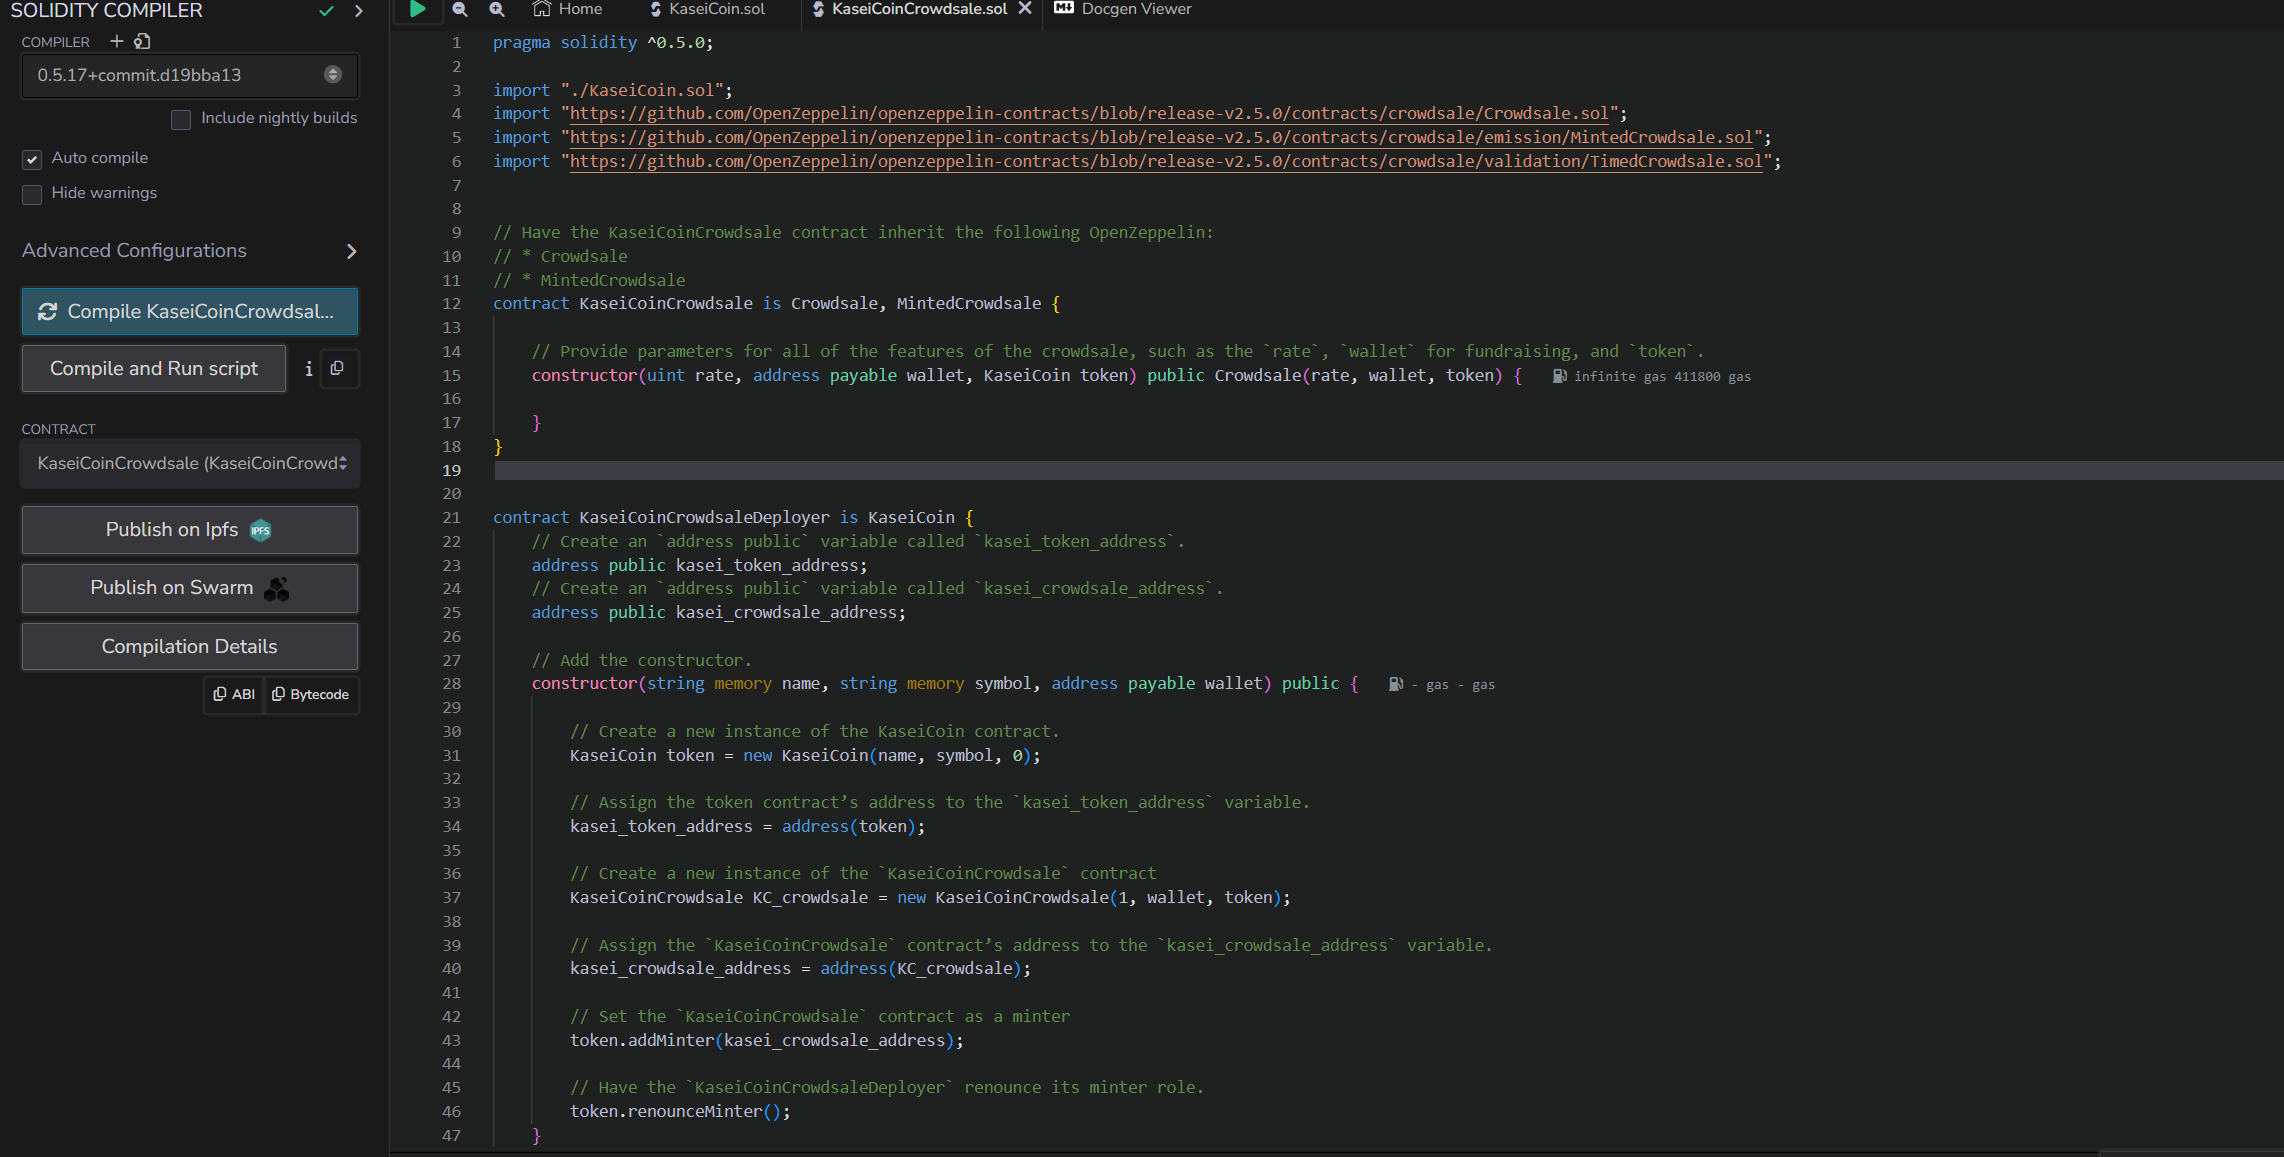 SOLIDITY COMPILER
COMPILER
0.5.17+commit.d19bba13
Include nightly builds
Auto compile
Hide warnings
Advanced Configurations
Compile KaseiCoinCrowdsal...
Compile and Run script
CONTRACT
KaseiCoinCrowdsale (KaseiCoinCrowd
Publish on Ipfs IPFS
Publish on Swarm
Compilation Details
ABI Bytecode
Home KaseiCoin.sol KaseiCoinCrowdsale.sol Docgen Viewer
1 pragma solidity ^0.5.0;
2
3 import "./KaseiCoin.sol";
4 import "https://github.com/OpenZeppelin/openzeppelin-contracts/blob/release-v2.5.0/contracts/crowdsale/Crowdsale.sol";
5 import "https://github.com/OpenZeppelin/openzeppelin-contracts/blob/release-v2.5.0/contracts/crowdsale/emission/MintedCrowdsale.sol";
6 import "https://github.com/OpenZeppelin/openzeppelin-contracts/blob/release-v2.5.0/contracts/crowdsale/validation/TimedCrowdsale.sol";
7
8
9 // Have the KaseiCoinCrowdsale contract inherit the following OpenZeppelin:
10 // * Crowdsale
11 // * MintedCrowdsale
12 contract KaseiCoinCrowdsale is Crowdsale, MintedCrowdsale {
13
14 // Provide parameters for all of the features of the crowdsale, such as the `rate`, `wallet` for fundraising, and `token`.
15 constructor(uint rate, address payable wallet, KaseiCoin token) public Crowdsale(rate, wallet, token) { infinite gas 411800 gas
16
17 }
18 }
19
20
21 contract KaseiCoinCrowdsaleDeployer is KaseiCoin {
22 // Create an `address public` variable called `kasei_token_address`.
23 address public kasei_token_address;
24 // Create an `address public` variable called `kasei_crowdsale_address`.
25 address public kasei_crowdsale_address;
26
27 // Add the constructor.
28 constructor(string memory name, string memory symbol, address payable wallet) public { - gas - gas
29
30 // Create a new instance of the KaseiCoin contract.
31 KaseiCoin token = new KaseiCoin(name, symbol, 0);
32
33 // Assign the token contract’s address to the `kasei_token_address` variable.
34 kasei_token_address = address(token);
35
36 // Create a new instance of the `KaseiCoinCrowdsale` contract
37 KaseiCoinCrowdsale KC_crowdsale = new KaseiCoinCrowdsale(1, wallet, token);
38
39 // Assign the `KaseiCoinCrowdsale` contract’s address to the `kasei_crowdsale_address` variable.
40 kasei_crowdsale_address = address(KC_crowdsale);
41
42 // Set the `KaseiCoinCrowdsale` contract as a minter
43 token.addMinter(kasei_crowdsale_address);
44
45 // Have the `KaseiCoinCrowdsaleDeployer` renounce its minter role.
46 token.renounceMinter();
47 }